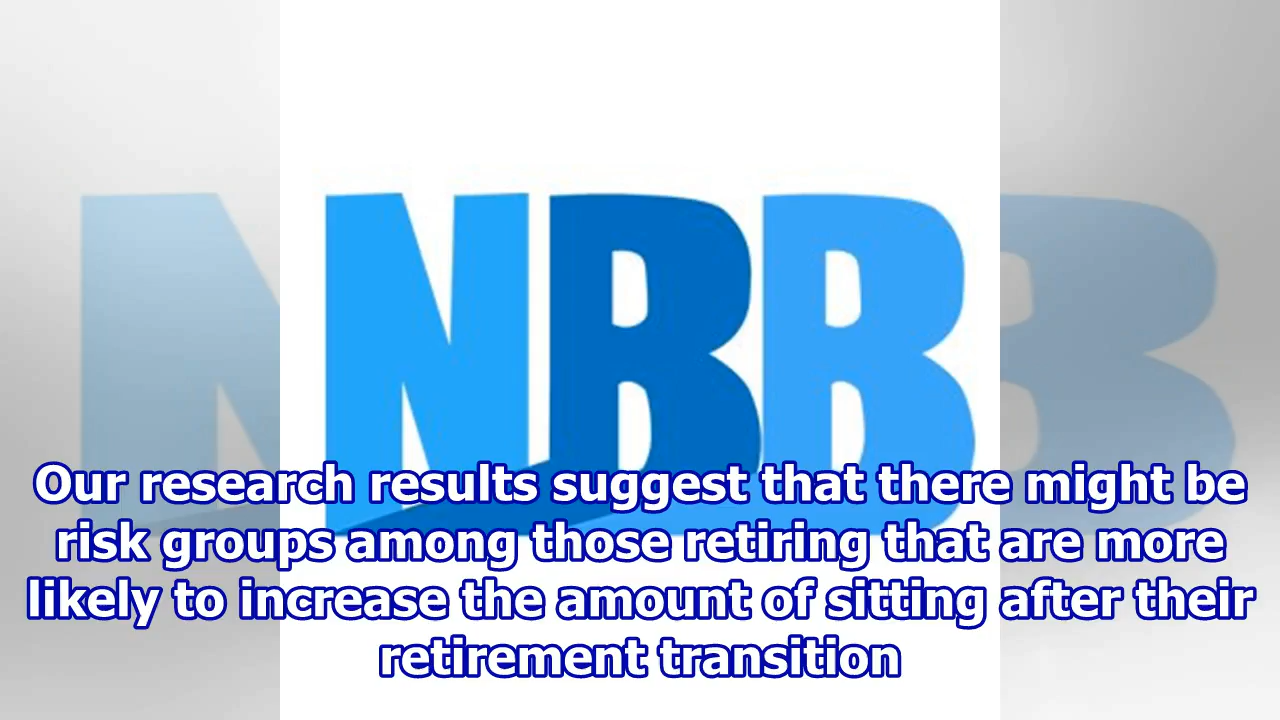 NBB
Our research results suggest that there might be
risk groups among those retiring that are more
likely to increase the amount of sitting after their
retirement transition